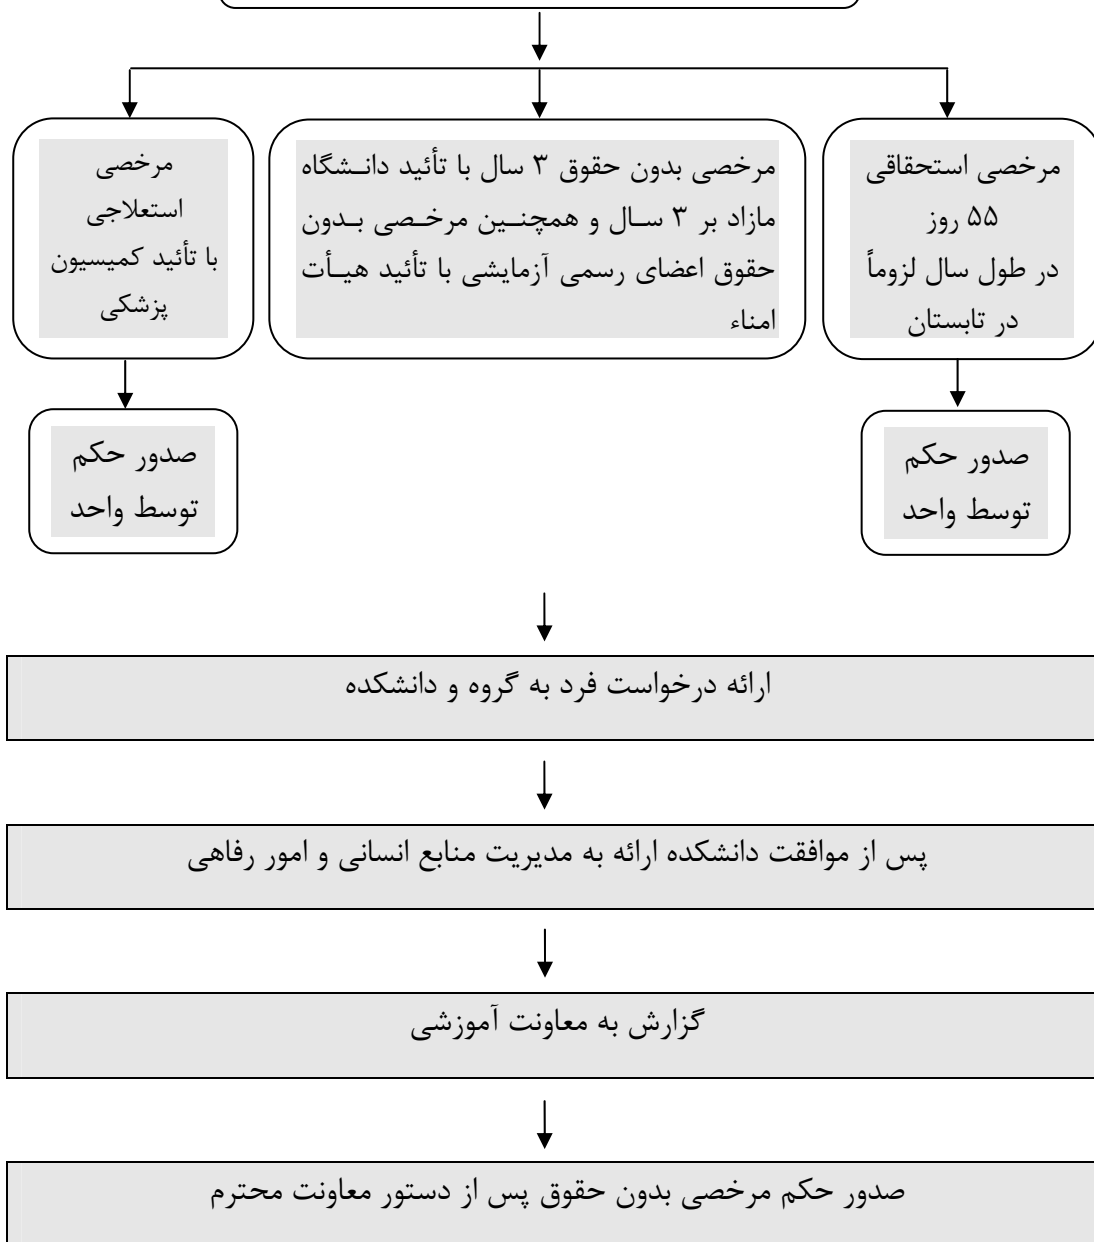 مرخصی استحقاقی
۵۵ روز
در طول سال لزوماً
در تابستان
مرخصی بدون حقوق ۳ سال با تأئید دانشگاه
مازاد بر ۳ سال و همچنین مرخصی بدون
حقوق اعضای رسمی آزمایشی با تأئید هیأت
امناء
مرخصی
استعلاجی
با تأئید کمیسیون
پزشکی
صدور حکم
توسط واحد
صدور حکم
توسط واحد
ارائه درخواست فرد به گروه و دانشکده
پس از موافقت دانشکده ارائه به مدیریت منابع انسانی و امور رفاهی
گزارش به معاونت آموزشی
صدور حکم مرخصی بدون حقوق پس از دستور معاونت محترم